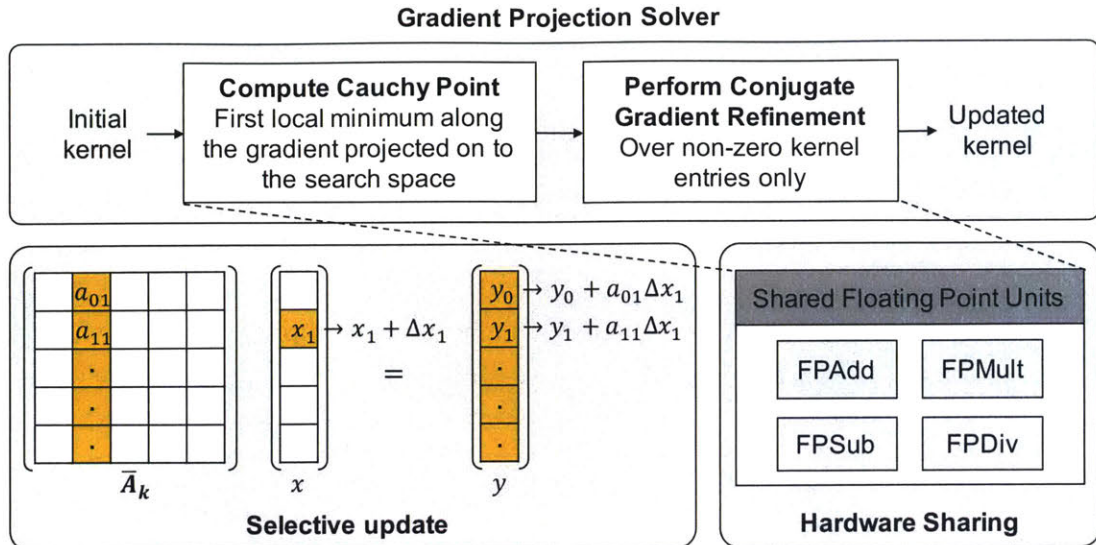 Gradient Projection Solver
Initial
kernel
Compute Cauchy Point
First local minimum along
the gradient projected on to
the search space
Perform Conjugate
Gradient Refinement
Over non-zero kernel
entries only
Updated
kernel
a₀₁
a₁₁
.
.
.
A̅ₖ
x₁ → x₁ + Δx₁
x
=
y₀ → y₀ + a₀₁Δx₁
y₁ → y₁ + a₁₁Δx₁
.
.
.
y
Selective update
Shared Floating Point Units
FPAdd
FPMult
FPSub
FPDiv
Hardware Sharing